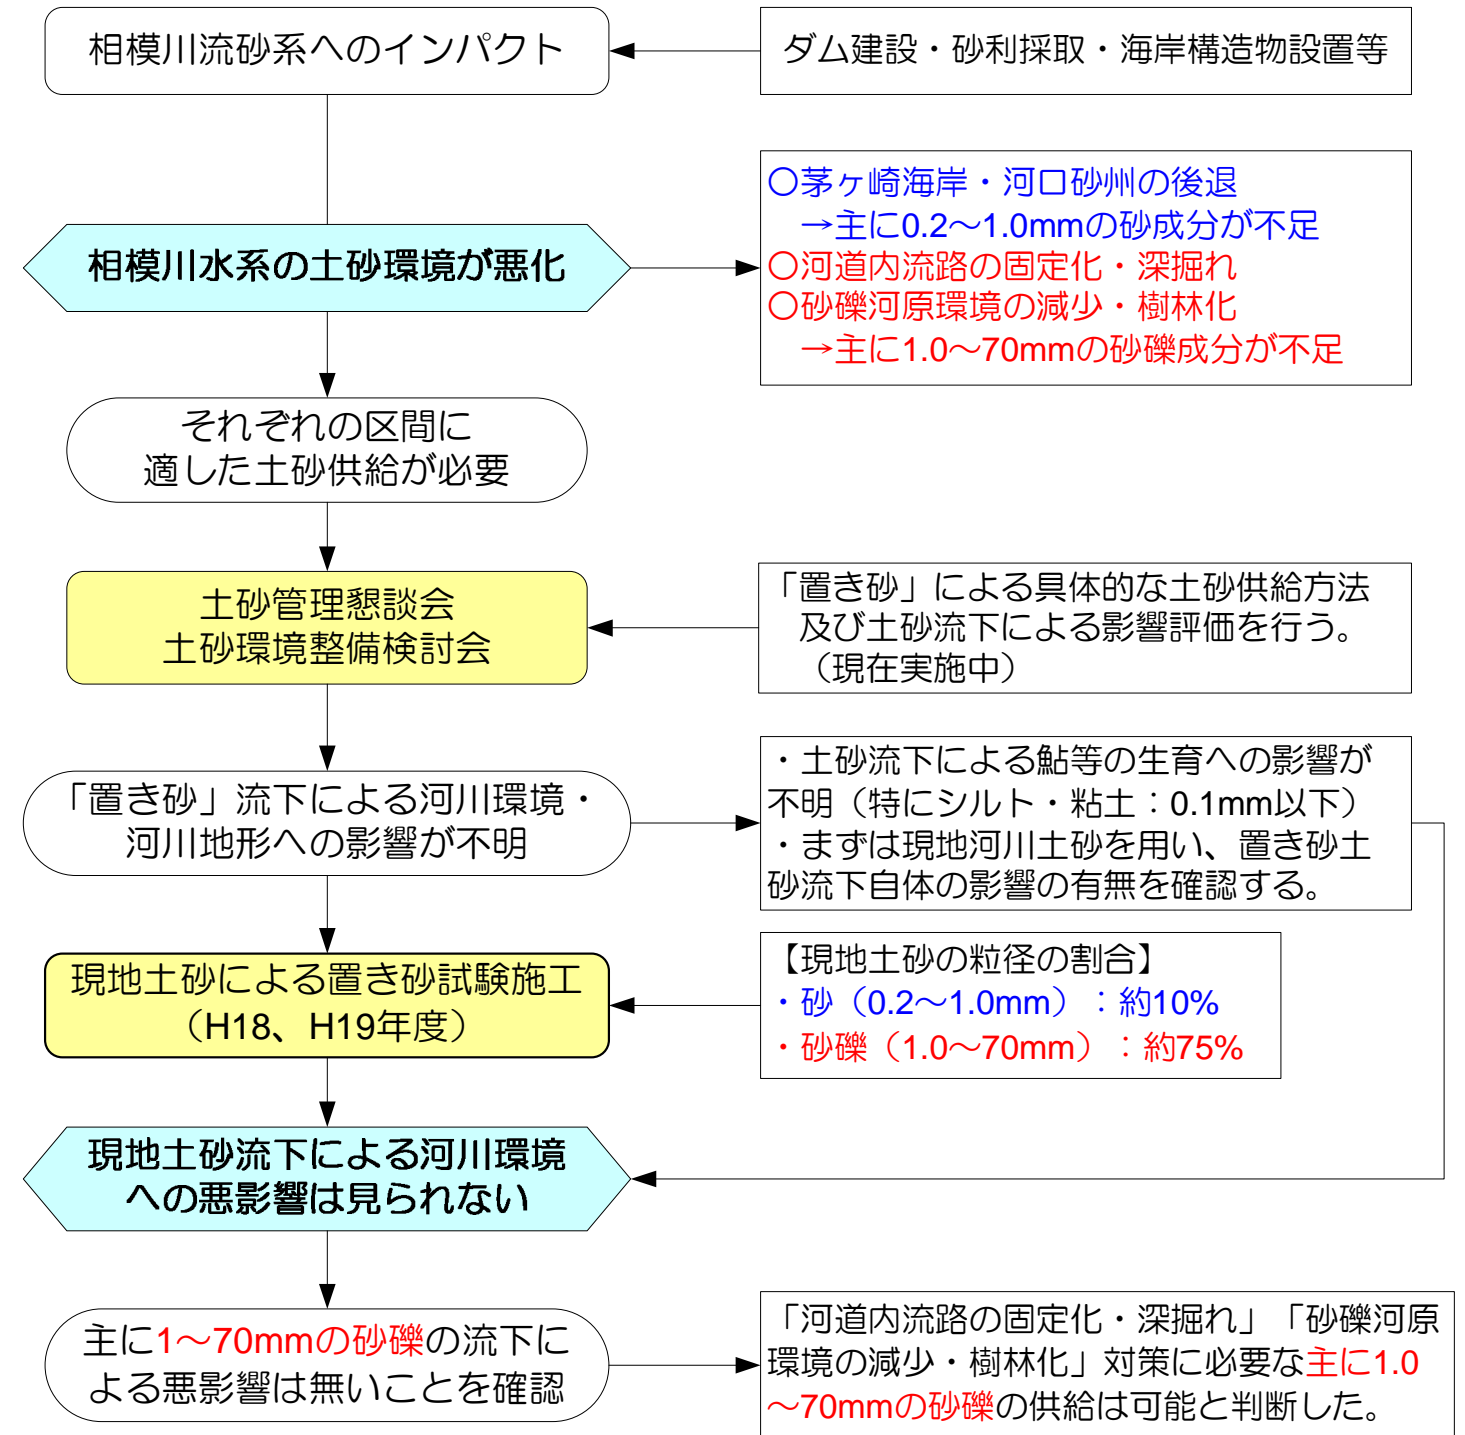 相模川流砂系へのインパクト
ダム建設・砂利採取・海岸構造物設置等
相模川水系の土砂環境が悪化
〇茅ヶ崎海岸・河口砂州の後退
→主に0.2～1.0mmの砂成分が不足
〇河道内流路の固定化・深掘れ
〇砂礫河原環境の減少・樹林化
→主に1.0～70mmの砂礫成分が不足
それぞれの区間に
適した土砂供給が必要
土砂管理懇談会
土砂環境整備検討会
「置き砂」による具体的な土砂供給方法
及び土砂流下による影響評価を行う。
（現在実施中）
「置き砂」流下による河川環境・
河川地形への影響が不明
・土砂流下による鮎等の生育への影響が
不明（特にシルト・粘土：0.1mm以下）
・まずは現地河川土砂を用い、置き砂土
砂流下自体の影響の有無を確認する。
現地土砂による置き砂試験施工
（H18、H19年度）
【現地土砂の粒径の割合】
・砂（0.2～1.0mm）：約10%
・砂礫（1.0～70mm）：約75%
現地土砂流下による河川環境
への悪影響は見られない
主に1～70mmの砂礫の流下に
よる悪影響は無いことを確認
「河道内流路の固定化・深掘れ」「砂礫河原
環境の減少・樹林化」対策に必要な主に1.0
～70mmの砂礫の供給は可能と判断した。